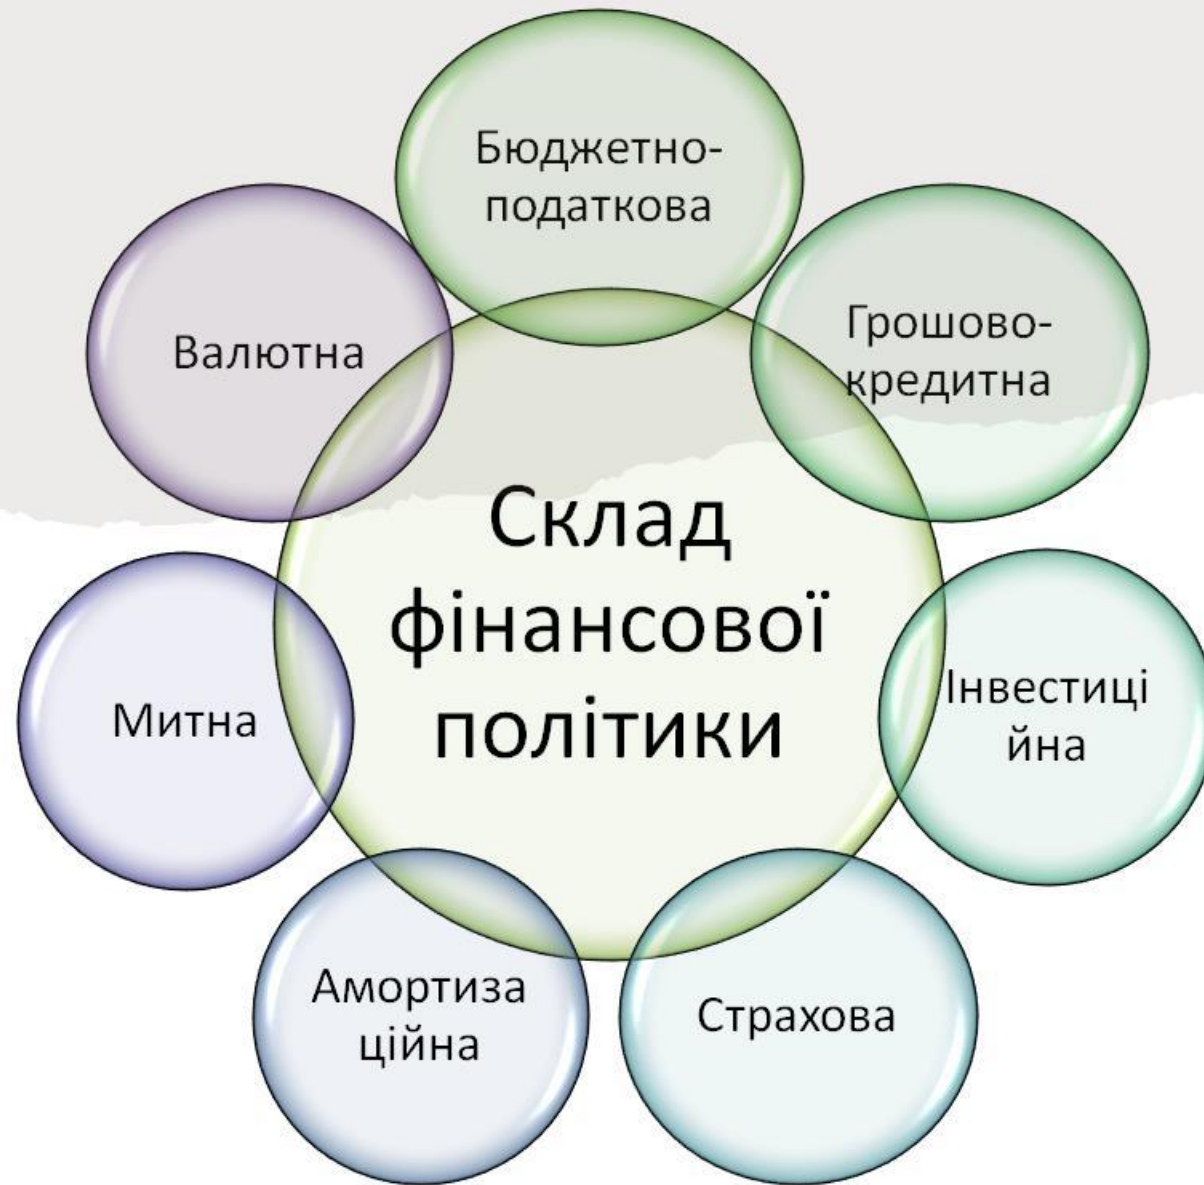 Бюджетно-
податкова
Грошово-
кредитна
Інвестиці
йна
Страхова
Амортиза
ційна
Митна
Валютна
Склад
фінансової
політики